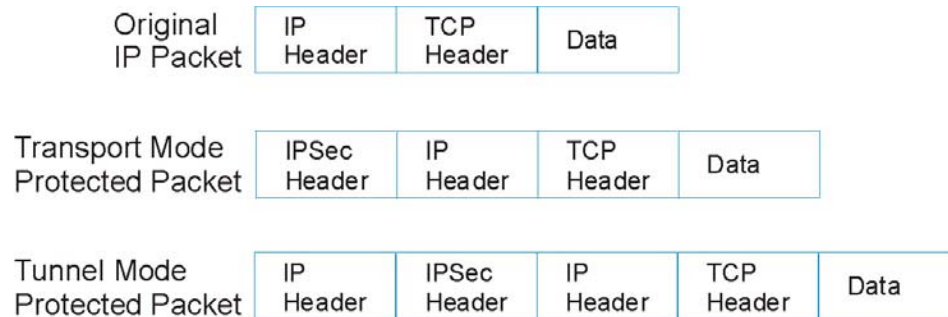 Original
IP Packet
IP
Header
TCP
Header
Data
Transport Mode
Protected Packet
IPSec
Header
IP
Header
TCP
Header
Data
Tunnel Mode
Protected Packet
IP
Header
IPSec
Header
IP
Header
TCP
Header
Data